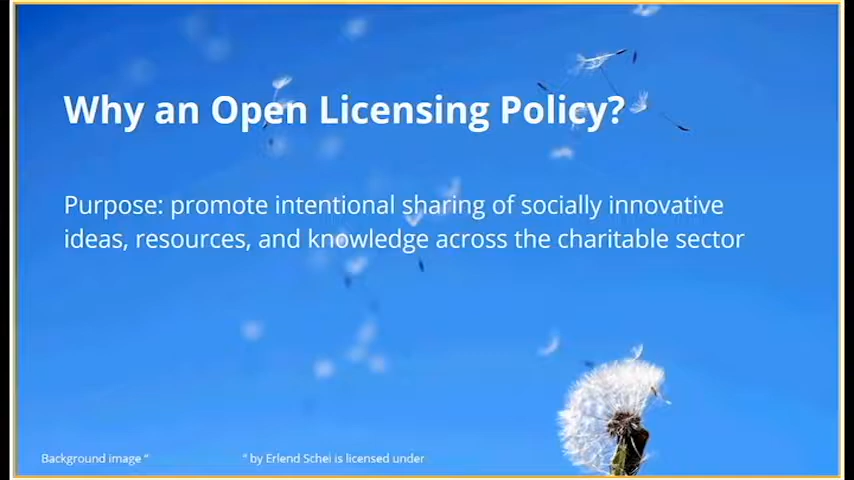 Why an Open Licensing Policy?
Purpose: promote intentional sharing of socially innovative
ideas, resources, and knowledge across the charitable sector
Background image “ “ by Erlend Schei is licensed under